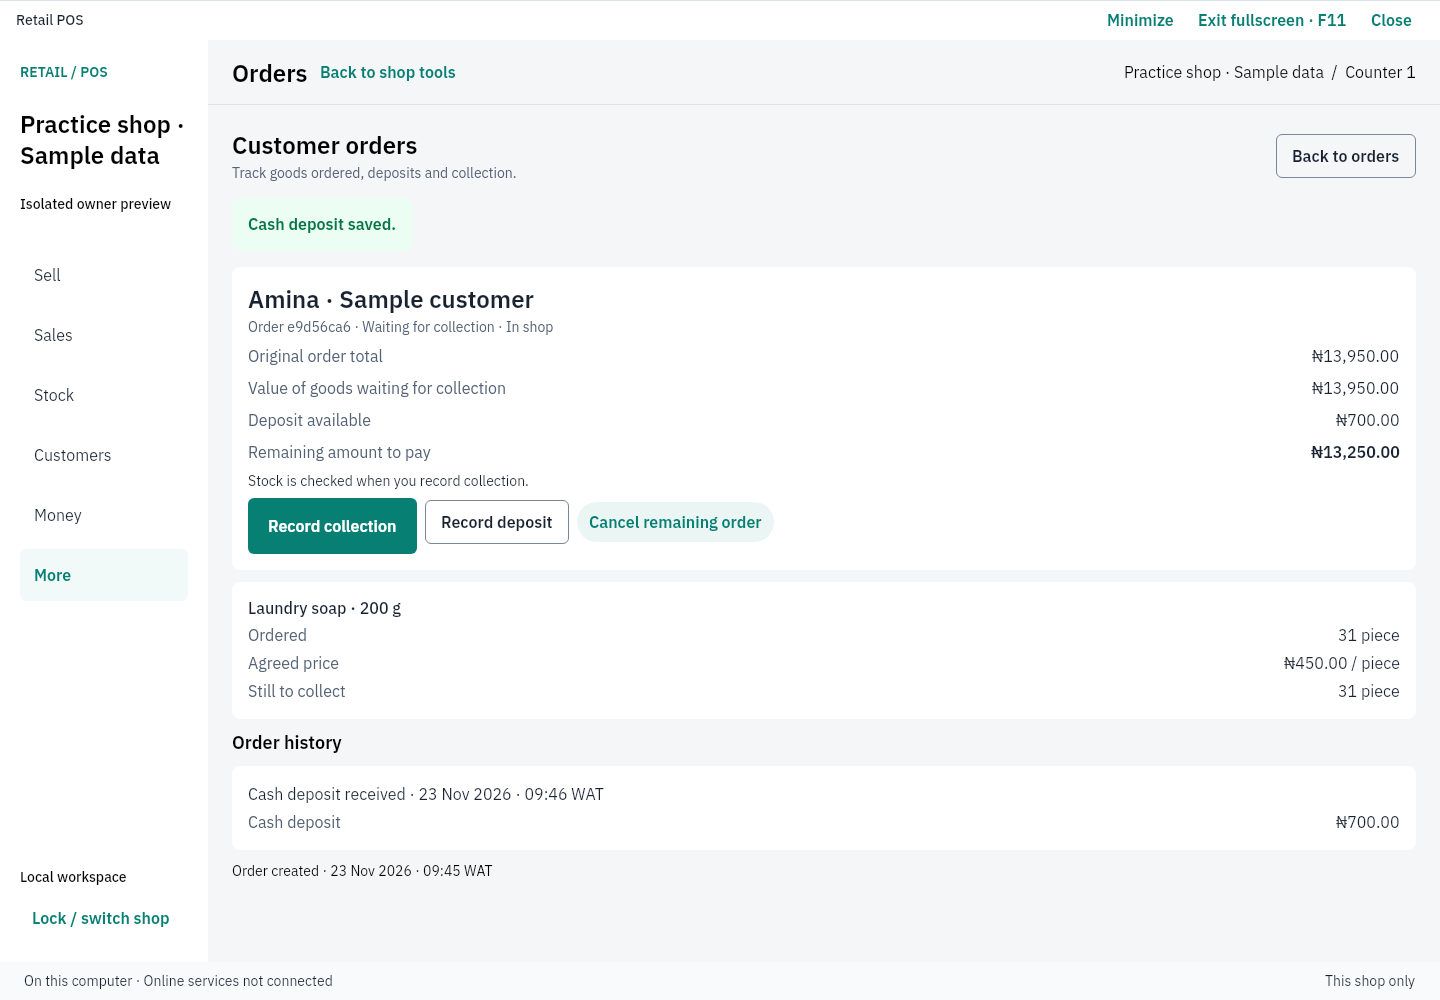 Retail POS
Minimize
Exit fullscreen · F11
Close
RETAIL / POS
Practice shop ·
Sample data
Isolated owner preview
Sell
Sales
Stock
Customers
Money
More
Local workspace
Lock / switch shop
Orders
Back to shop tools
Practice shop · Sample data / Counter 1
Customer orders
Track goods ordered, deposits and collection.
Back to orders
Cash deposit saved.
Amina · Sample customer
Order e9d56ca6 · Waiting for collection · In shop
Original order total ₦13,950.00
Value of goods waiting for collection ₦13,950.00
Deposit available ₦700.00
Remaining amount to pay ₦13,250.00
Stock is checked when you record collection.
Record collection
Record deposit
Cancel remaining order
Laundry soap · 200 g
Ordered 31 piece
Agreed price ₦450.00 / piece
Still to collect 31 piece
Order history
Cash deposit received · 23 Nov 2026 · 09:46 WAT
Cash deposit ₦700.00
Order created · 23 Nov 2026 · 09:45 WAT
On this computer · Online services not connected
This shop only